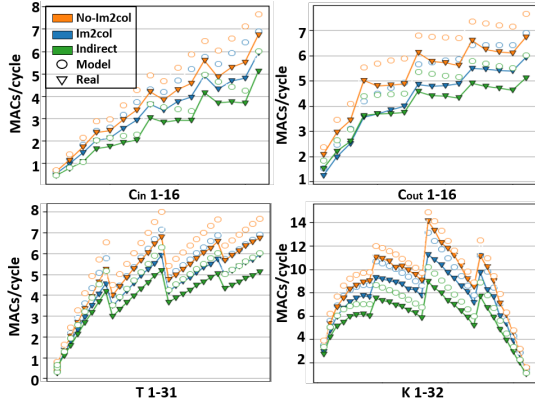 8
7
6
5
4
3
2
1
MACs/cycle
No-Im2col
Im2col
Indirect
Model
Real
Cin 1-16
8
7
6
5
4
3
2
1
MACs/cycle
Cout 1-16
8
7
6
5
4
3
2
1
0
MACs/cycle
T 1-31
14
12
10
8
6
4
2
0
MACs/cycle
K 1-32